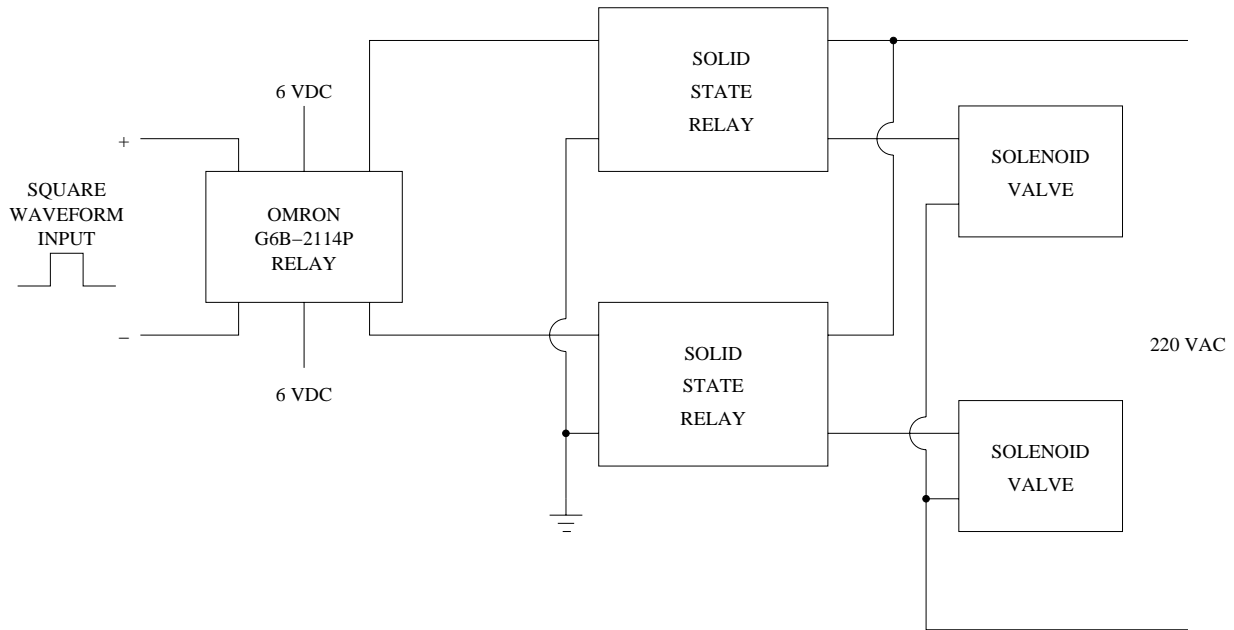 SOLID
STATE
RELAY
6 VDC
+
SQUARE
WAVEFORM
INPUT
OMRON
G6B−2114P
RELAY
SOLENOID
VALVE
−
6 VDC
SOLID
STATE
RELAY
220 VAC
SOLENOID
VALVE